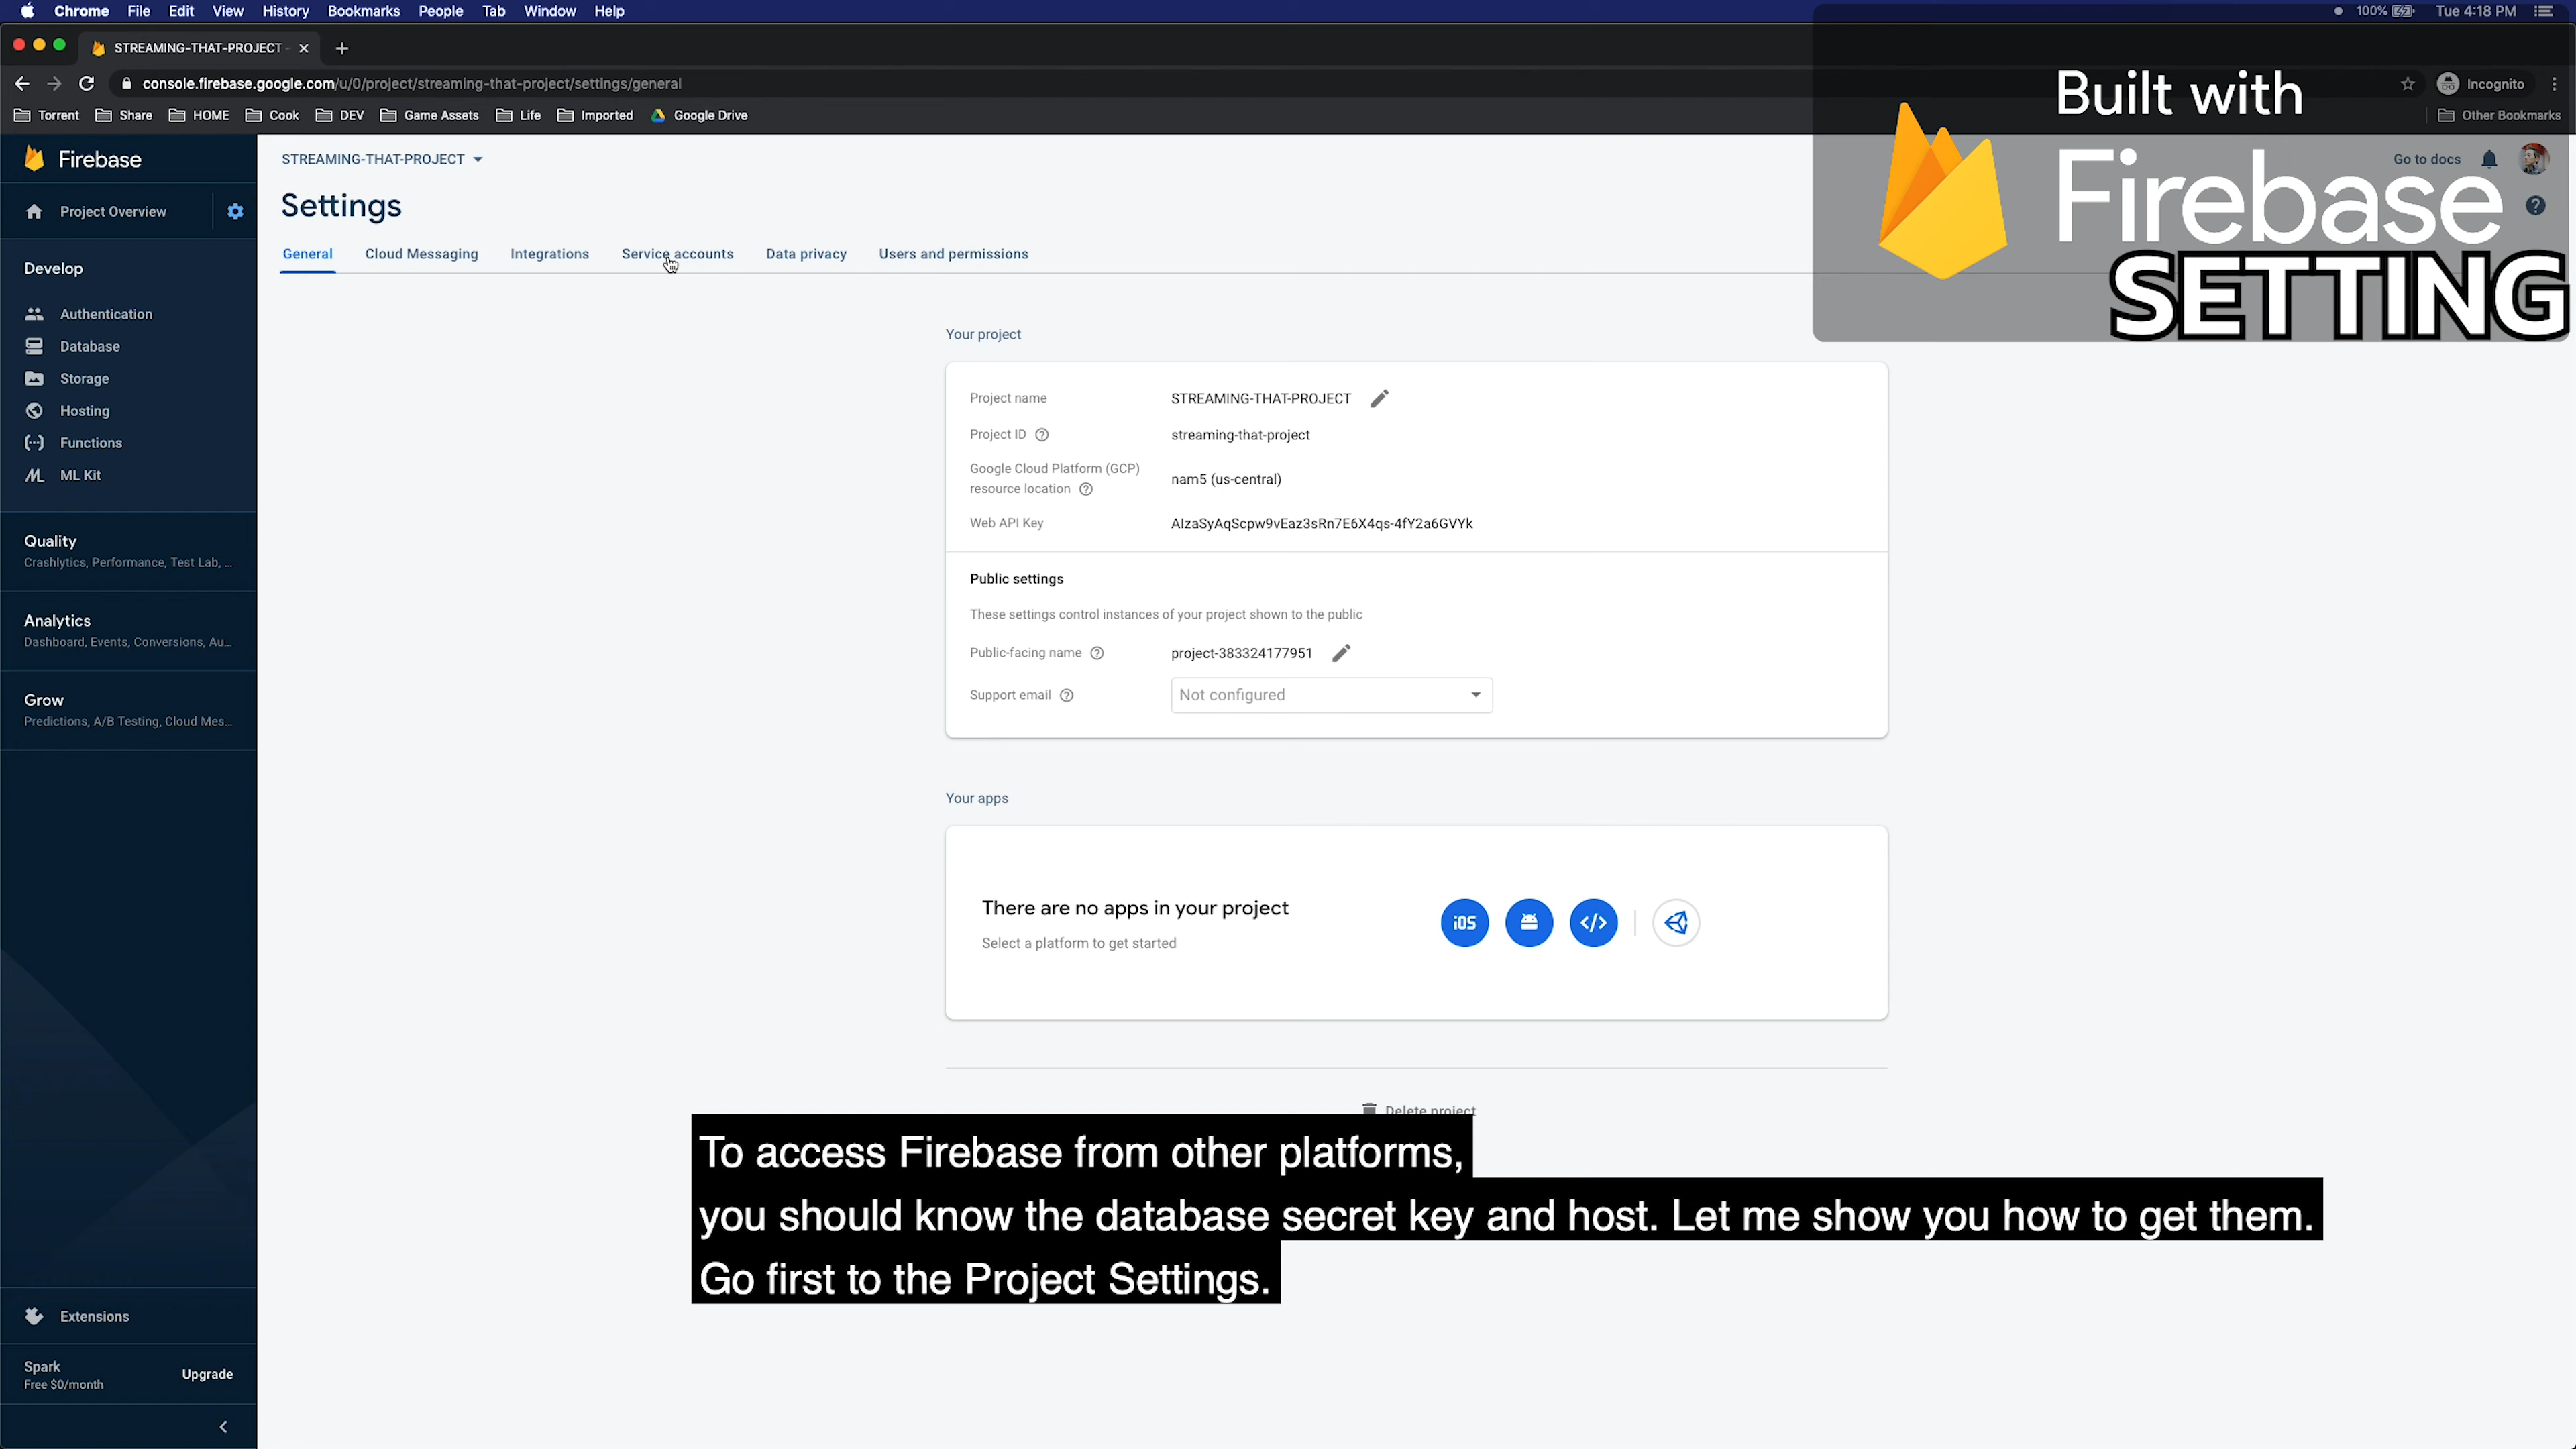 Chrome File Edit View History Bookmarks People Tab Window Help
100% Tue 4:18 PM
STREAMING-THAT-PROJECT -
console.firebase.google.com/u/0/project/streaming-that-project/settings/general
Incognito
Torrent Share HOME Cook DEV Game Assets Life Imported Google Drive
Other Bookmarks
Built with
Firebase
SETTING
Firebase
STREAMING-THAT-PROJECT
Go to docs
Project Overview
Settings
General Cloud Messaging Integrations Service accounts Data privacy Users and permissions
Develop
Authentication
Database
Storage
Hosting
Functions
ML Kit
Quality
Crashlytics, Performance, Test Lab, ...
Analytics
Dashboard, Events, Conversions, Au...
Grow
Predictions, A/B Testing, Cloud Mes...
Extensions
Spark
Free $0/month
Upgrade
Your project
Project name STREAMING-THAT-PROJECT
Project ID streaming-that-project
Google Cloud Platform (GCP)
resource location nam5 (us-central)
Web API Key AIzaSyAqScpw9vEaz3sRn7E6X4qs-4fY2a6GVYk
Public settings
These settings control instances of your project shown to the public
Public-facing name project-383324177951
Support email Not configured
Your apps
There are no apps in your project
Select a platform to get started
iOS
Delete project
To access Firebase from other platforms,
you should know the database secret key and host. Let me show you how to get them.
Go first to the Project Settings.